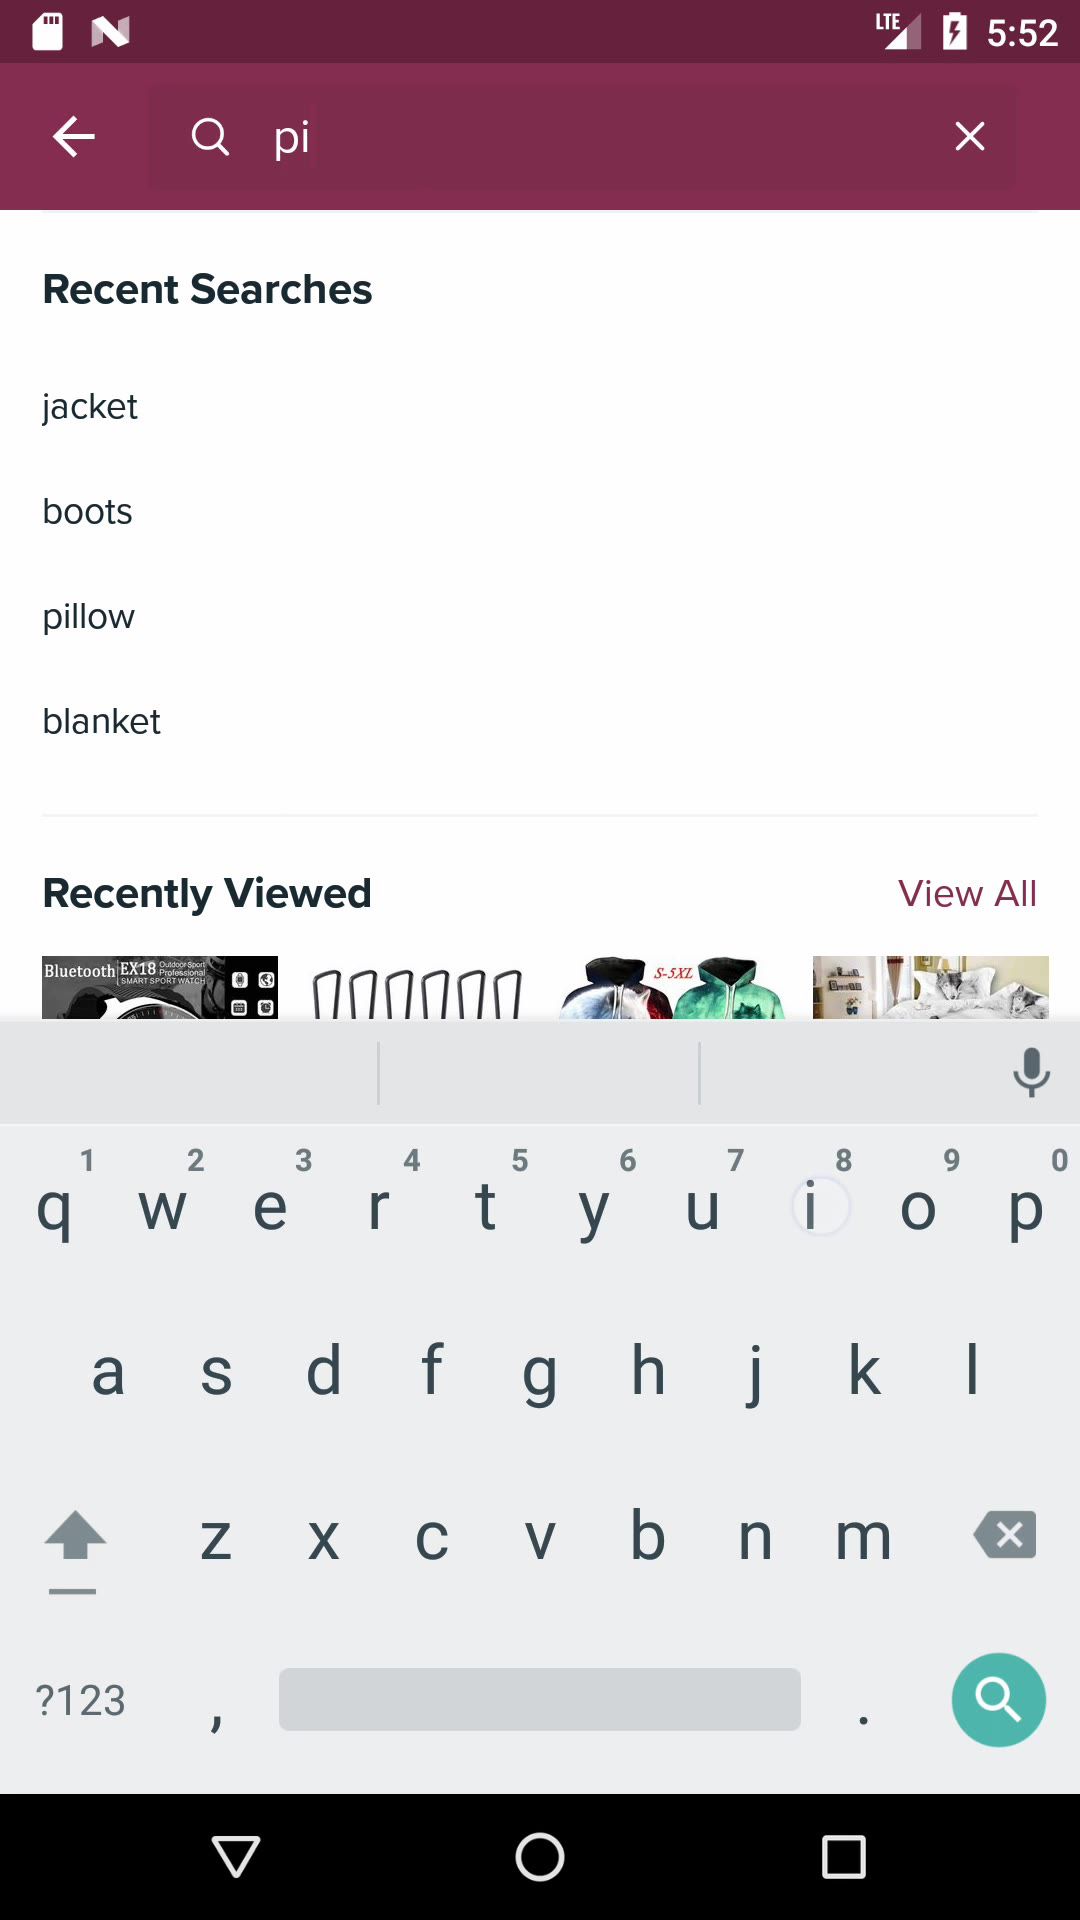 LTE 5:52
pi
Recent Searches
jacket
boots
pillow
blanket
Recently Viewed View All
Bluetooth EX18 Outdoor Sport Professional SMART SPORT WATCH
S-5XL
1 2 3 4 5 6 7 8 9 0
q w e r t y u i o p
a s d f g h j k l
z x c v b n m
?123 , .